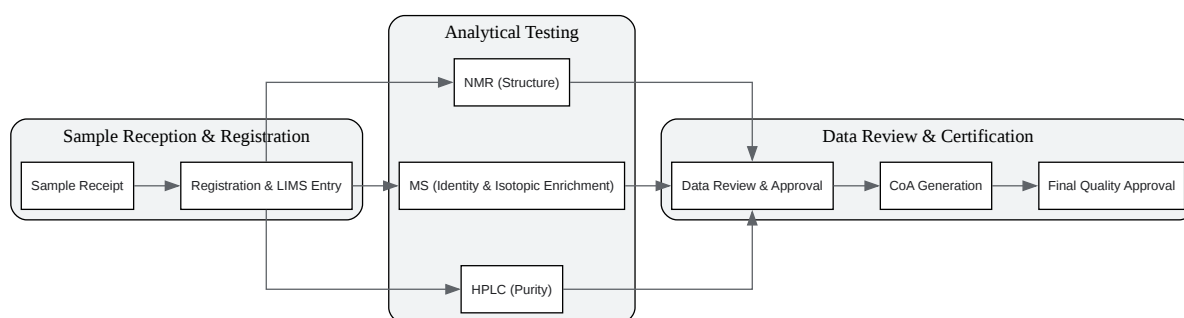 Analytical Testing
NMR (Structure)
Sample Reception & Registration
Data Review & Certification
Sample Receipt
Registration & LIMS Entry
MS (Identity & Isotopic Enrichment)
Data Review & Approval
CoA Generation
Final Quality Approval
HPLC (Purity)